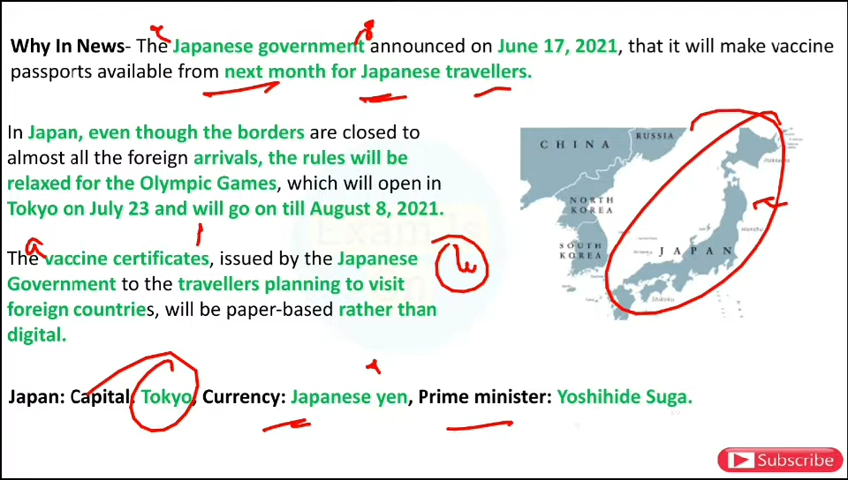 Why In News- The Japanese government announced on June 17, 2021, that it will make vaccine
passports available from next month for Japanese travellers.
In Japan, even though the borders are closed to
almost all the foreign arrivals, the rules will be
relaxed for the Olympic Games, which will open in
Tokyo on July 23 and will go on till August 8, 2021.
The vaccine certificates, issued by the Japanese
Government to the travellers planning to visit
foreign countries, will be paper-based rather than
digital.
CHINA
RUSSIA
NORTH
KOREA
SOUTH
KOREA
JAPAN
Shikoku
Japan: Capital: Tokyo, Currency: Japanese yen, Prime minister: Yoshihide Suga.
Subscribe